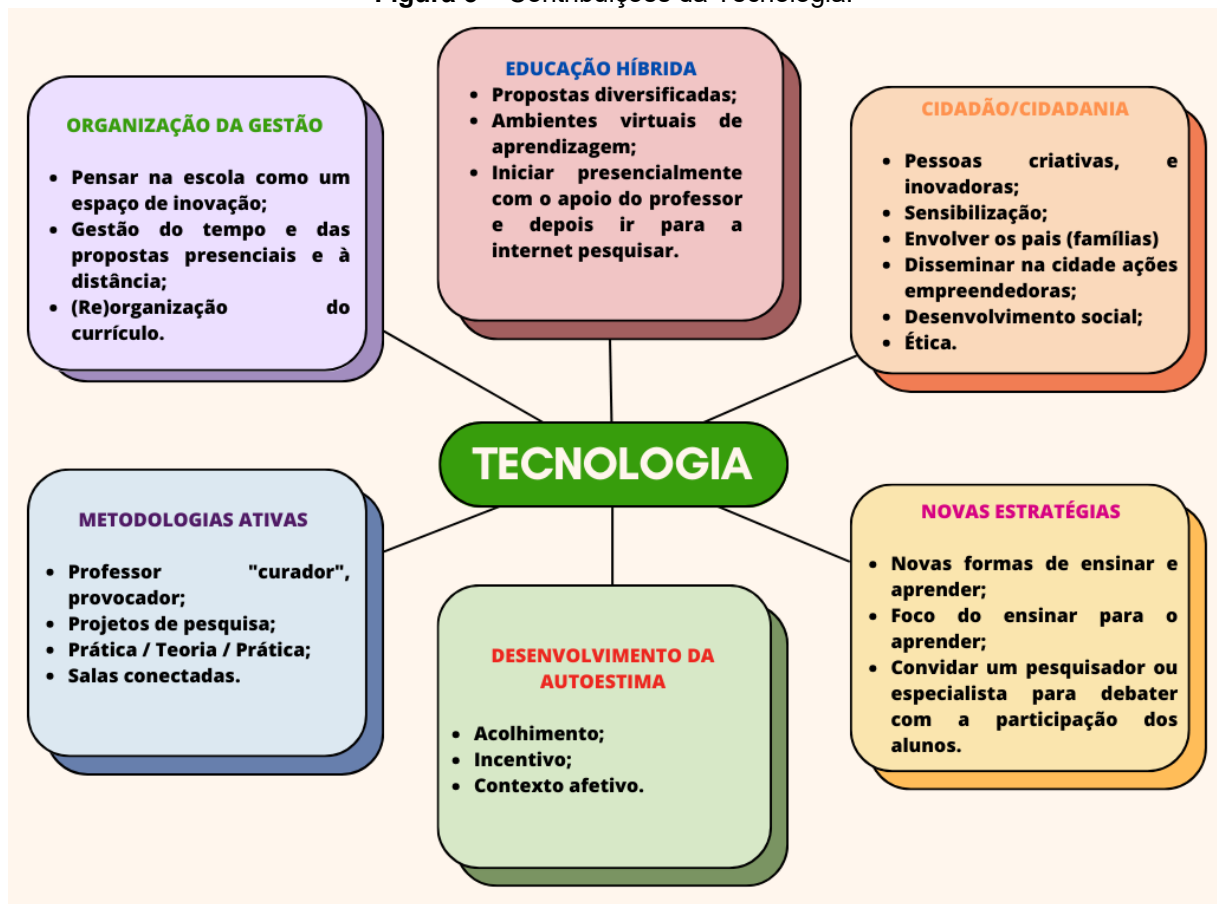 Figura 3 – Contribuições da Tecnologia.
ORGANIZAÇÃO DA GESTÃO
• Pensar na escola como um
espaço de inovação;
• Gestão do tempo e das
propostas presenciais e à
distância;
• (Re)organização do
currículo.
EDUCAÇÃO HÍBRIDA
• Propostas diversificadas;
• Ambientes virtuais de
aprendizagem;
• Iniciar presencialmente
com o apoio do professor
e depois ir para a
internet pesquisar.
CIDADÃO/CIDADANIA
• Pessoas criativas, e
inovadoras;
• Sensibilização;
• Envolver os pais (famílias)
• Disseminar na cidade ações
empreendedoras;
• Desenvolvimento social;
• Ética.
TECNOLOGIA
METODOLOGIAS ATIVAS
• Professor "curador",
provocador;
• Projetos de pesquisa;
• Prática / Teoria / Prática;
• Salas conectadas.
DESENVOLVIMENTO DA
AUTOESTIMA
• Acolhimento;
• Incentivo;
• Contexto afetivo.
NOVAS ESTRATÉGIAS
• Novas formas de ensinar e
aprender;
• Foco do ensinar para o
aprender;
• Convidar um pesquisador ou
especialista para debater
com a participação dos
alunos.